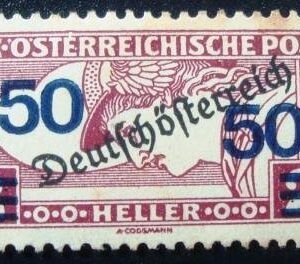 K. ÖSTERREICHISCHE PO
50
Deutschösterreich
50
HELLER
A·COSSMANN